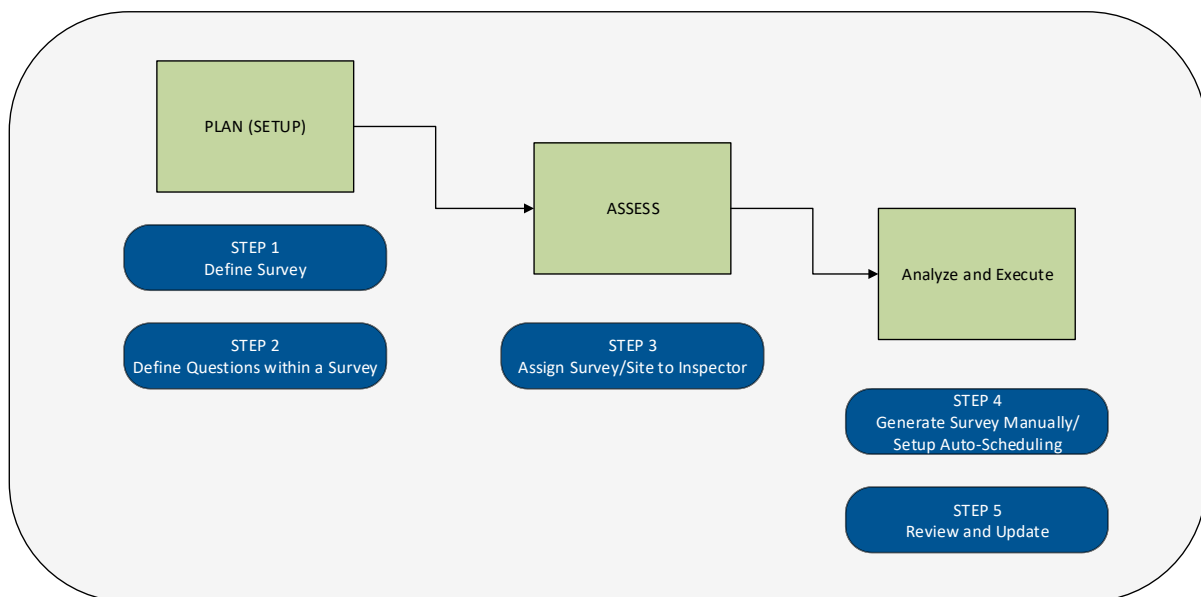 PLAN (SETUP)
STEP 1
Define Survey
STEP 2
Define Questions within a Survey
ASSESS
STEP 3
Assign Survey/Site to Inspector
Analyze and Execute
STEP 4
Generate Survey Manually/
Setup Auto-Scheduling
STEP 5
Review and Update